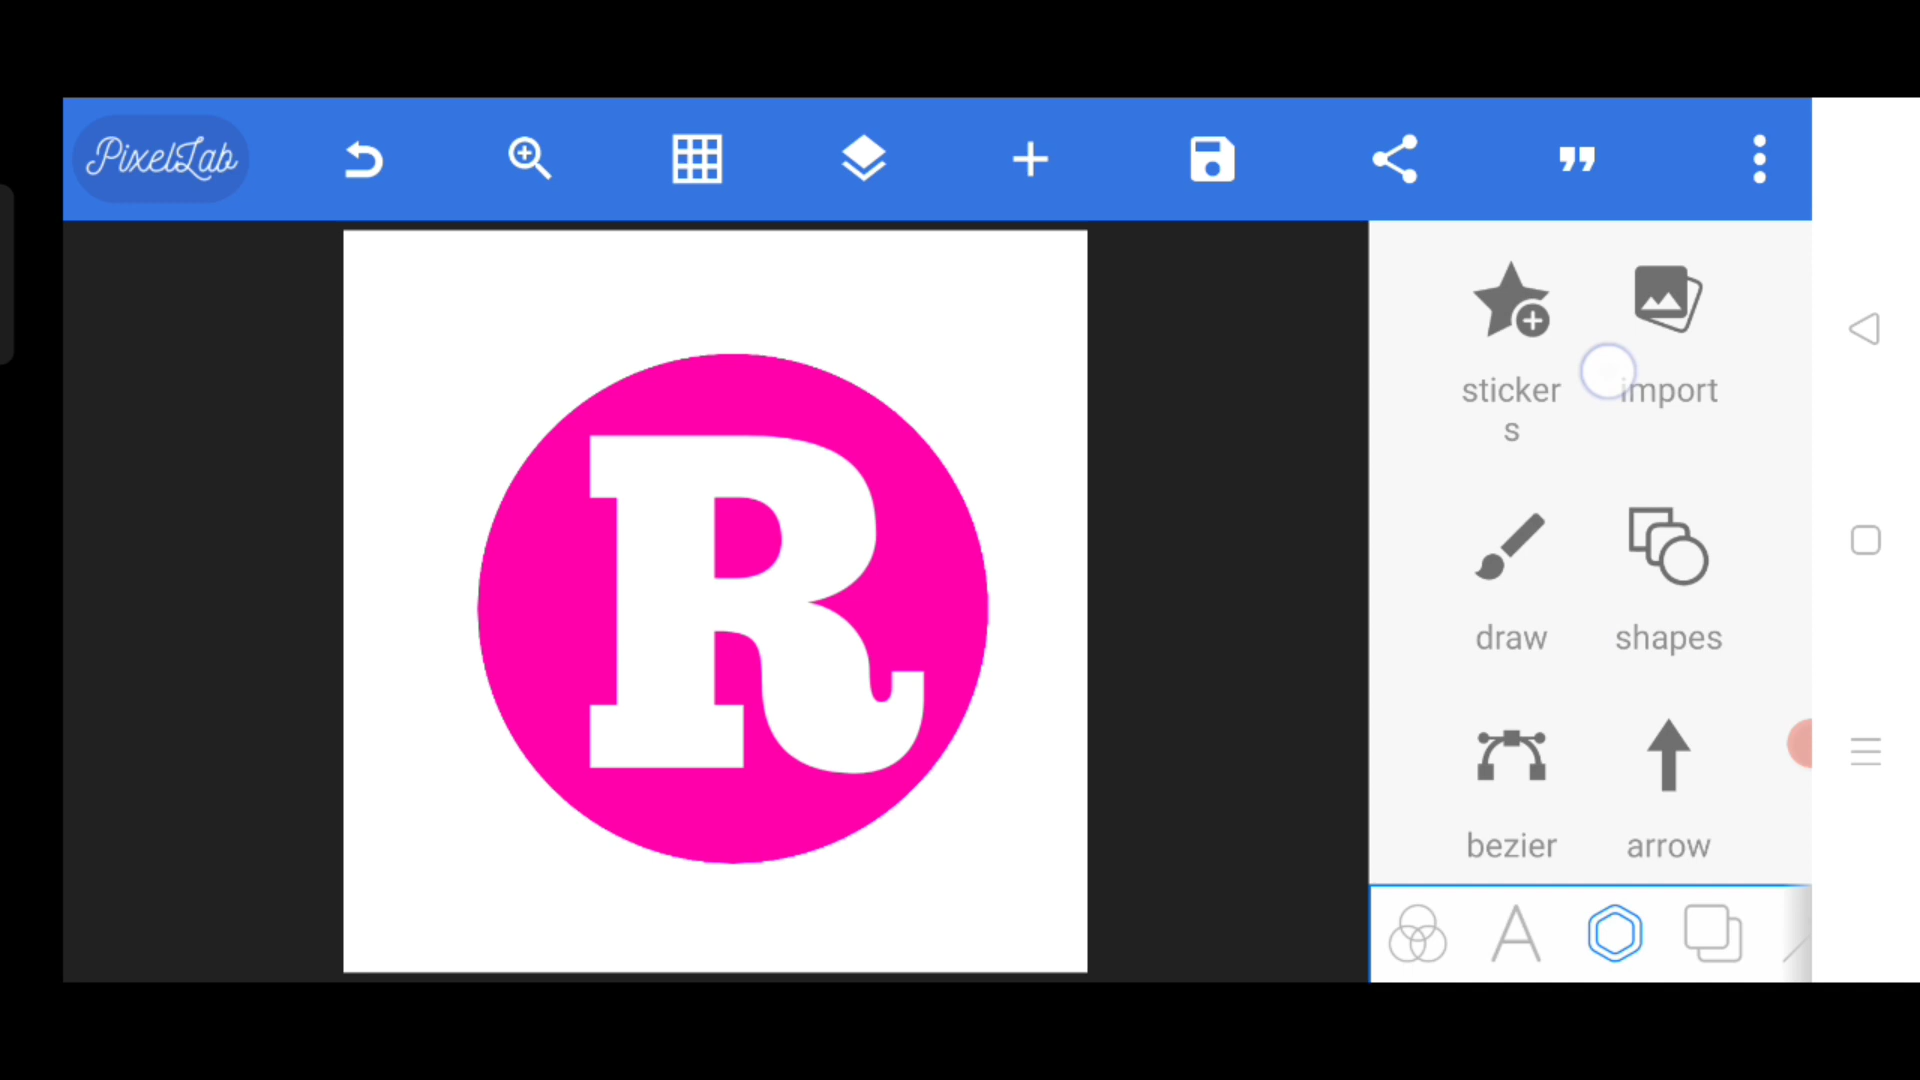 PixelLab
R
sticker
s
import
draw
shapes
bezier
arrow